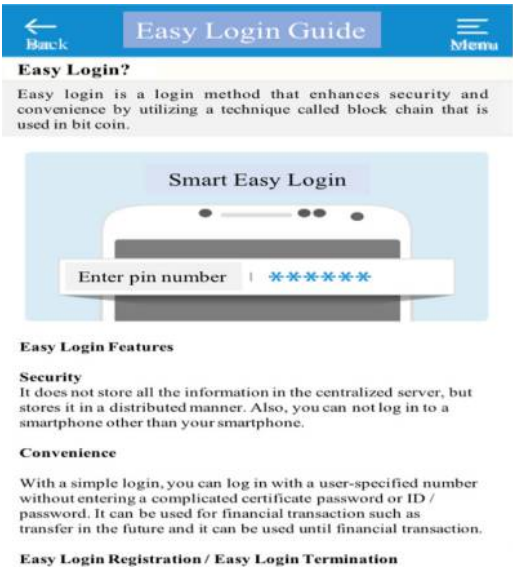 Easy Login Guide
Back
Menu
Easy Login?
Easy login is a login method that enhances security and
convenience by utilizing a technique called block chain that is
used in bit coin.
Smart Easy Login
Enter pin number | ******
Easy Login Features
Security
It does not store all the information in the centralized server, but
stores it in a distributed manner. Also, you can not log in to a
smartphone other than your smartphone.
Convenience
With a simple login, you can log in with a user-specified number
without entering a complicated certificate password or ID /
password. It can be used for financial transaction such as
transfer in the future and it can be used until financial transaction.
Easy Login Registration / Easy Login Termination